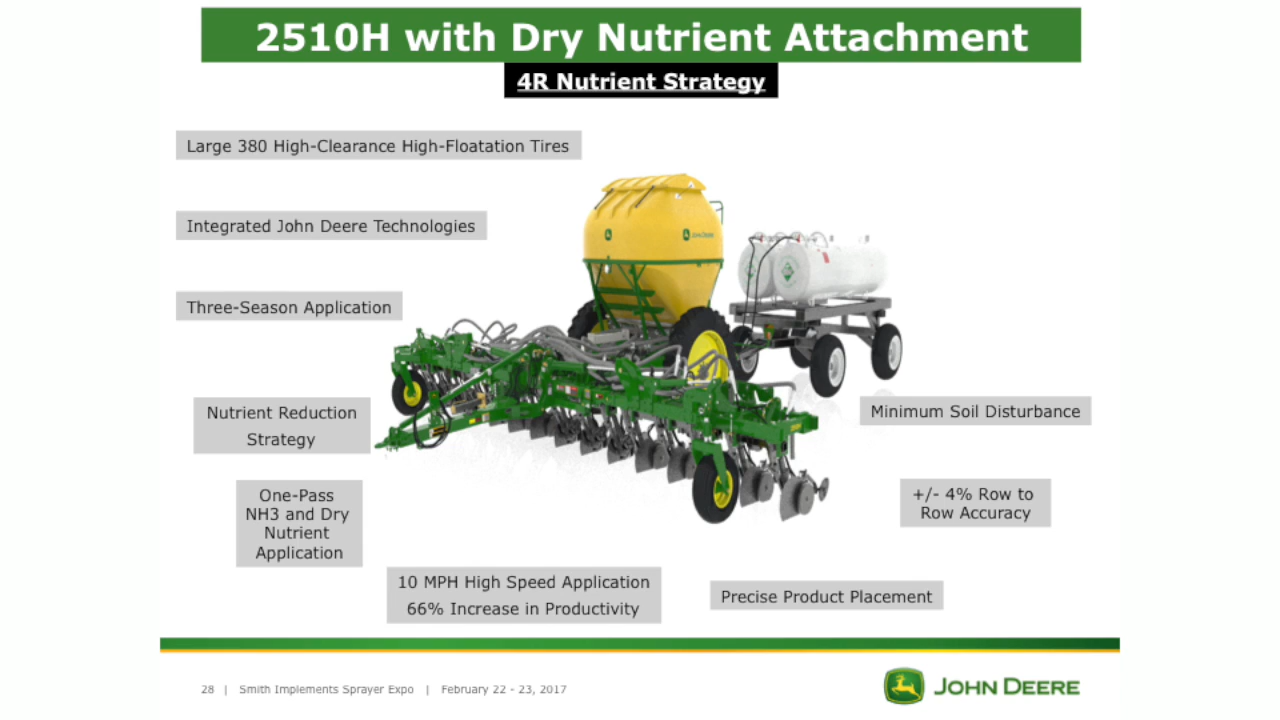 2510H with Dry Nutrient Attachment
4R Nutrient Strategy
Large 380 High-Clearance High-Floatation Tires
Integrated John Deere Technologies
Three-Season Application
Nutrient Reduction
Strategy
One-Pass
NH3 and Dry
Nutrient
Application
10 MPH High Speed Application
66% Increase in Productivity
Precise Product Placement
Minimum Soil Disturbance
+/- 4% Row to
Row Accuracy
JOHN DEERE
28 | Smith Implements Sprayer Expo | February 22 - 23, 2017
JOHN DEERE